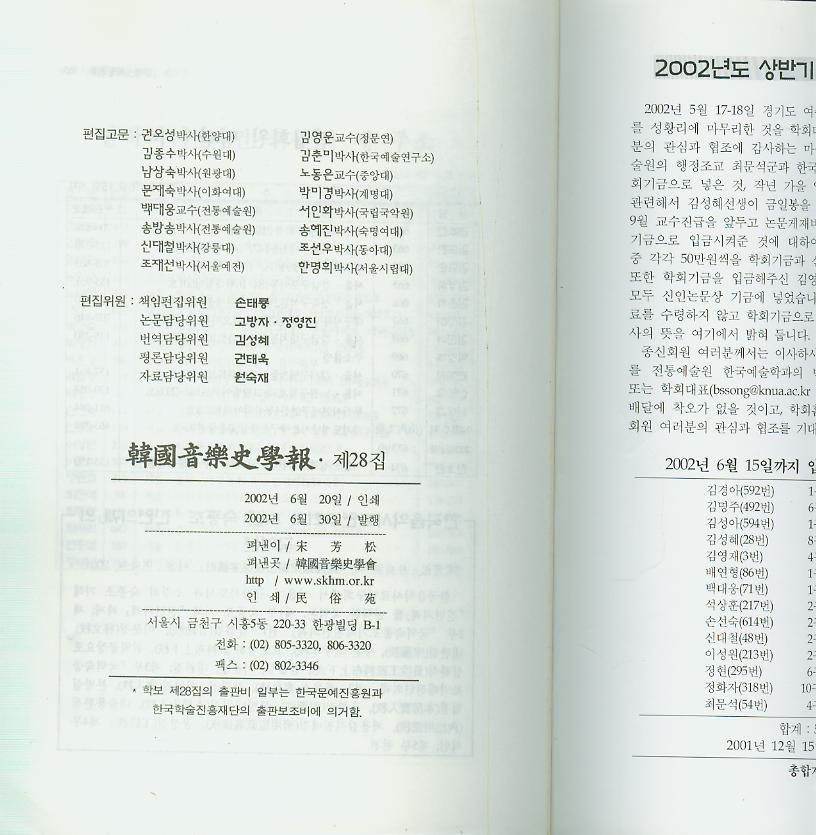 편집고문 : 권오성박사(한양대) 김영운교수(정문연)
김종수박사(수원대) 김춘미박사(한국예술연구소)
남상숙박사(원광대) 노동은교수(중앙대)
문재숙박사(이화여대) 박미경박사(계명대)
백대웅교수(전통예술원) 서인화박사(국립국악원)
송방송박사(전통예술원) 송혜진박사(숙명여대)
신대철박사(강릉대) 조선우박사(동아대)
조재선박사(서울예전) 한명희박사(서울시립대)
편집위원 : 책임편집위원 손태룡
논문담당위원 고방자 · 정영진
번역담당위원 김성혜
평론담당위원 권태욱
자료담당위원 원숙재
韓國音樂史學報 · 제28집
2002년 6월 20일 / 인쇄
2002년 6월 30일 / 발행
펴낸이 / 宋 芳 松
펴낸곳 / 韓國音樂史學會
http / www.skhm.or.kr
인 쇄 / 民 俗 苑
서울시 금천구 시흥5동 220-33 한광빌딩 B-1
전화 : (02) 805-3320, 806-3320
팩스 : (02) 802-3346
* 학보 제28집의 출판비 일부는 한국문예진흥원과
한국학술진흥재단의 출판보조비에 의거함.
2002년도 상반기
2002년 5월 17-18일 경기도
를 성황리에 마무리한 것을
분의 관심과 협조에 감사하는
술원의 행정조교 최문석군과
회기금으로 넣은 것, 작년 가을
관련해서 김성혜선생이 금일봉을
9월 교수진급을 앞두고
기금으로 입금시켜준 것에
중 각각 50만원씩을 학회기금과
또한 학회기금을 입금해주신
모두 신인논문상 기금에
료를 수령하지 않고 학회기금으로
사의 뜻을 여기에서 밝혀 둡니다.
종신회원 여러분께서는
를 전통예술원 한국예술학과의
또는 학회대표(bssong@knua.ac.kr
배달에 착오가 없을 것이고,
회원 여러분의 관심과 협조를
2002년 6월 15일까지
김경아(592번)
김명주(492번)
김성아(594번)
김성혜(28번)
김영재(3번)
배연형(86번)
백대웅(71번)
석상훈(217번)
손선숙(614번)
신대철(48번)
이성원(213번)
정현(295번)
정화자(318번) 10
최문석(54번)
합계 :
2001년 12월 15